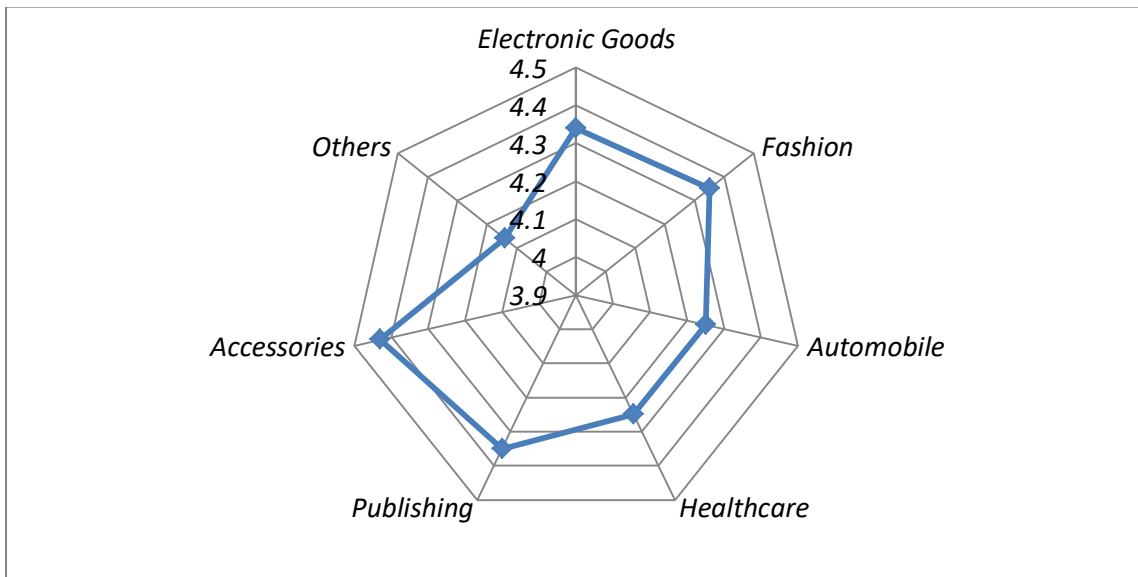 Electronic Goods
4.5
4.4
4.3
4.2
4.1
4
3.9
Others
Fashion
Accessories
Automobile
Publishing
Healthcare